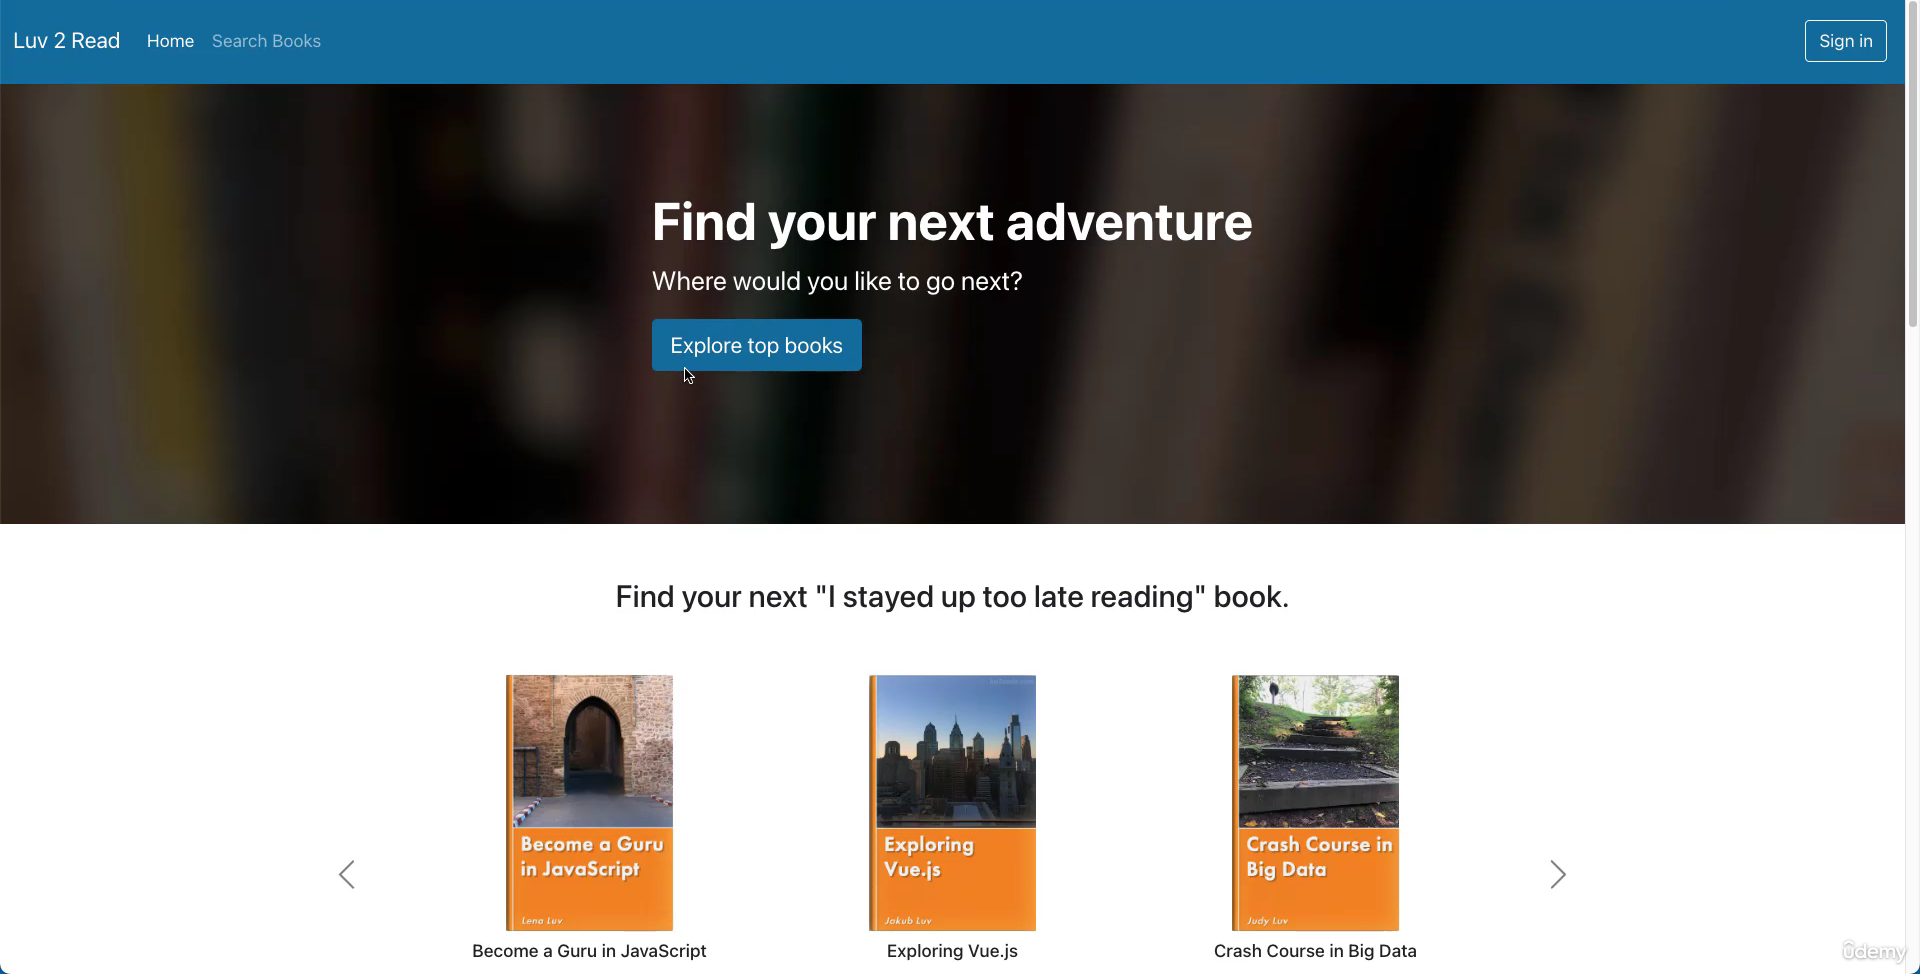 Luv 2 Read
Home
Search Books
Sign in
Find your next adventure
Where would you like to go next?
Explore top books
Find your next "I stayed up too late reading" book.
Become a Guru
in JavaScript
Lena Luv
Exploring
Vue.js
Jakub Luv
Crash Course in
Big Data
Judy Luv
Become a Guru in JavaScript
Exploring Vue.js
Crash Course in Big Data
ûdemy